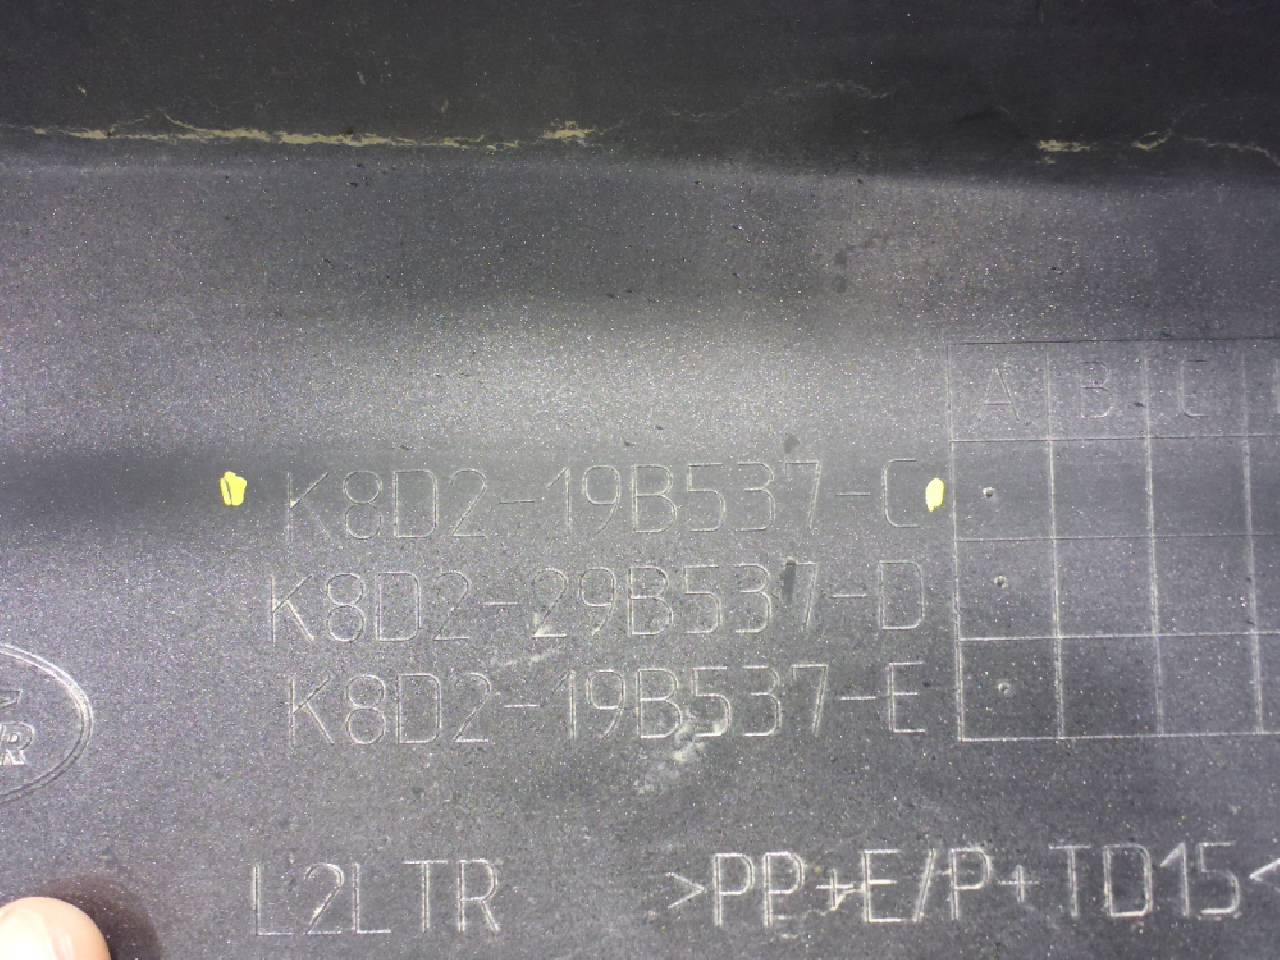 A B C
K8D2-19B537-C
K8D2-29B537-D
K8D2-19B537-E
L2LTR >PP+E/P+TD15<